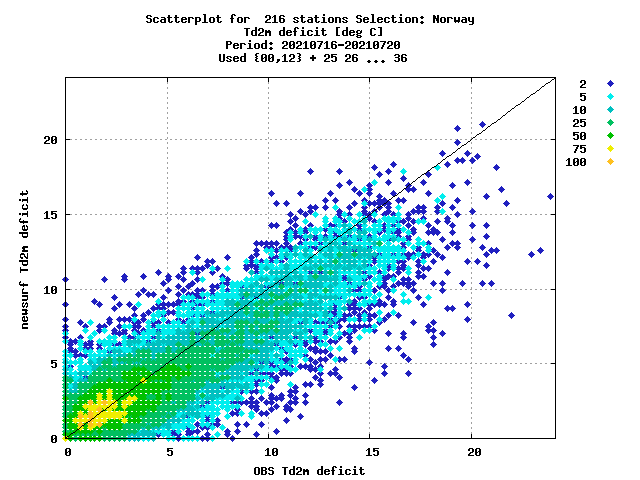 Scatterplot for  216 stations Selection: Norway
Td2m deficit [deg C]
Period: 20210716-20210720
Used {00,12} + 25 26 ... 36
2
5
10
25
50
75
100
newsurf Td2m deficit
20
15
10
5
0
0 5 10 15 20
OBS Td2m deficit